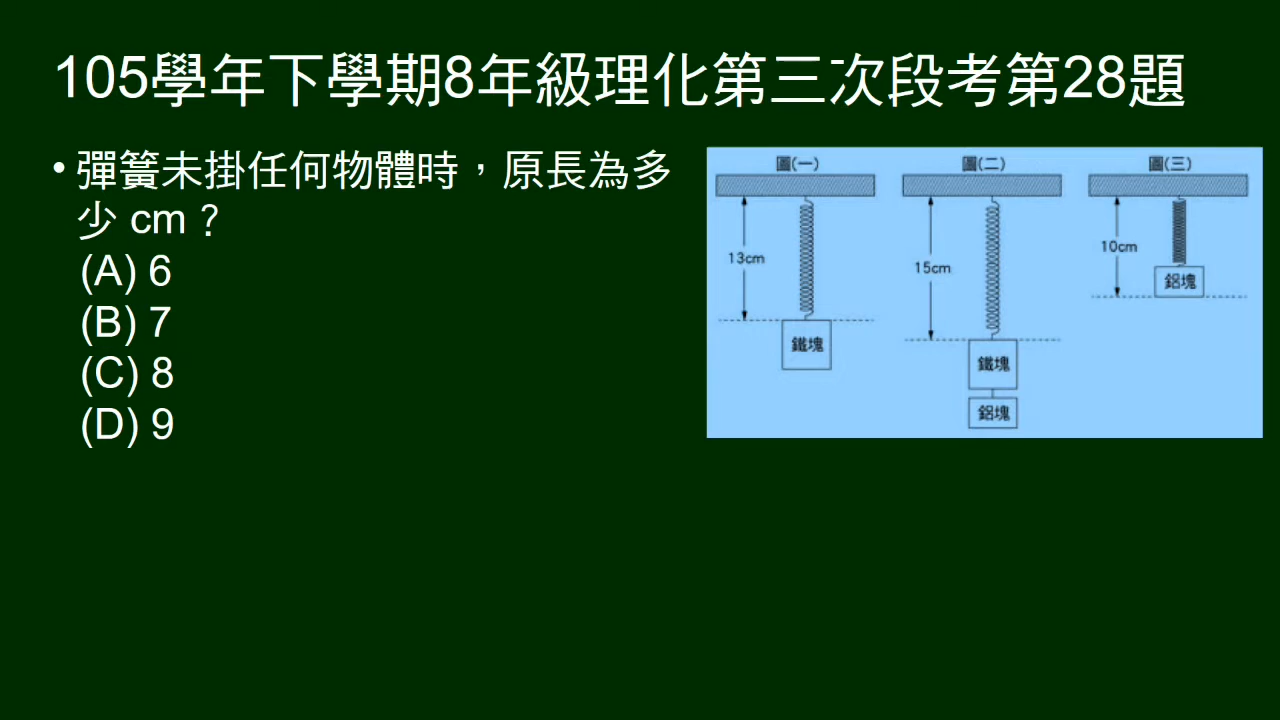 105學年下學期8年級理化第三次段考第28題
• 彈簧未掛任何物體時，原長為多
少 cm？
(A) 6
(B) 7
(C) 8
(D) 9
圖(一)
13cm
鐵塊
圖(二)
15cm
鐵塊
鋁塊
圖(三)
10cm
鋁塊